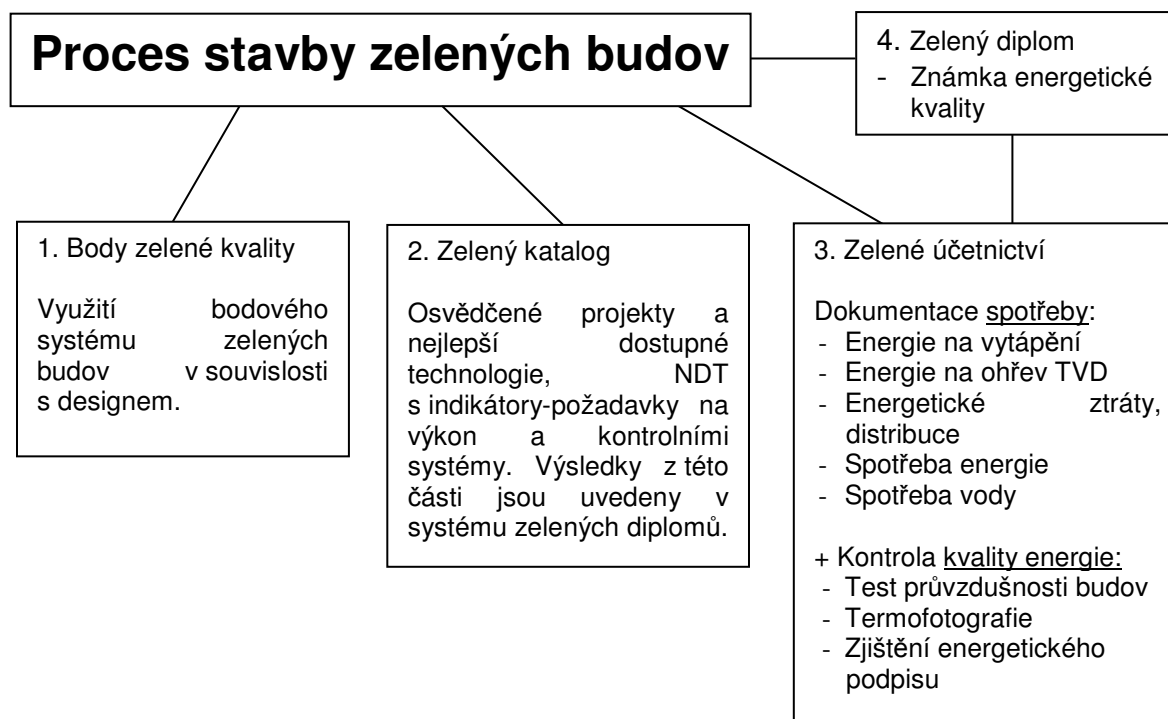 Proces stavby zelených budov
4. Zelený diplom
- Známka energetické
kvality
1. Body zelené kvality
Využití bodového
systému zelených
budov v souvislosti
s designem.
2. Zelený katalog
Osvědčené projekty a
nejlepší dostupné
technologie, NDT
s indikátory-požadavky na
výkon a kontrolními
systémy. Výsledky z této
části jsou uvedeny v
systému zelených diplomů.
3. Zelené účetnictví
Dokumentace spotřeby:
- Energie na vytápění
- Energie na ohřev TVD
- Energetické ztráty,
distribuce
- Spotřeba energie
- Spotřeba vody
+ Kontrola kvality energie:
- Test průvzdušnosti budov
- Termofotografie
- Zjištění energetického
podpisu